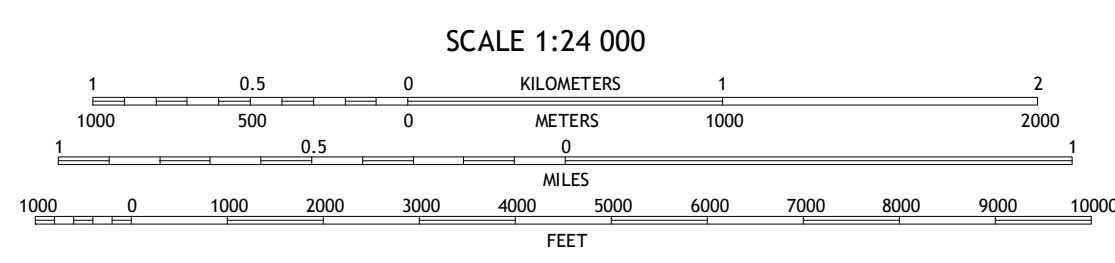 SCALE 1:24 000
1 0.5 0 KILOMETERS 1 2
1000 500 0 METERS 1000 2000
1 0.5 0 1
MILES
1000 0 1000 2000 3000 4000 5000 6000 7000 8000 9000 10000
FEET